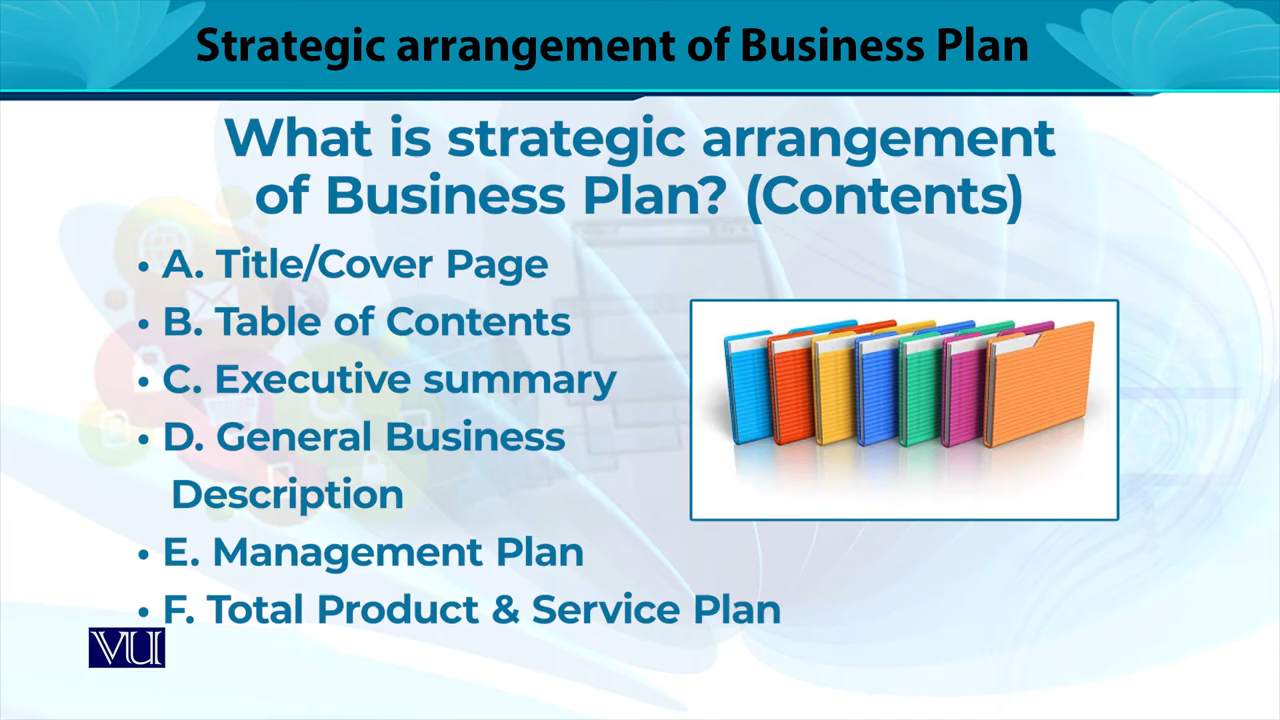 Strategic arrangement of Business Plan
What is strategic arrangement
of Business Plan? (Contents)
• A. Title/Cover Page
• B. Table of Contents
• C. Executive summary
• D. General Business
Description
• E. Management Plan
• F. Total Product & Service Plan
VU